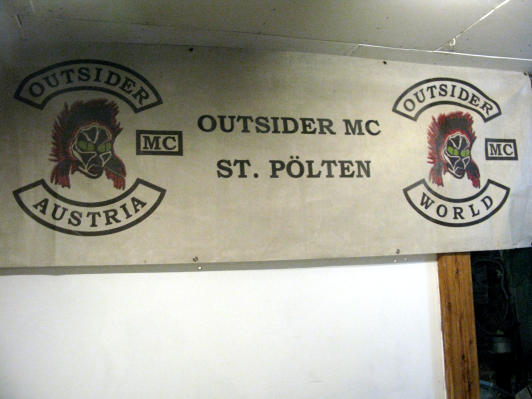 OUTSIDER
MC
AUSTRIA
OUTSIDER MC
ST. PÖLTEN
OUTSIDER
MC
WORLD